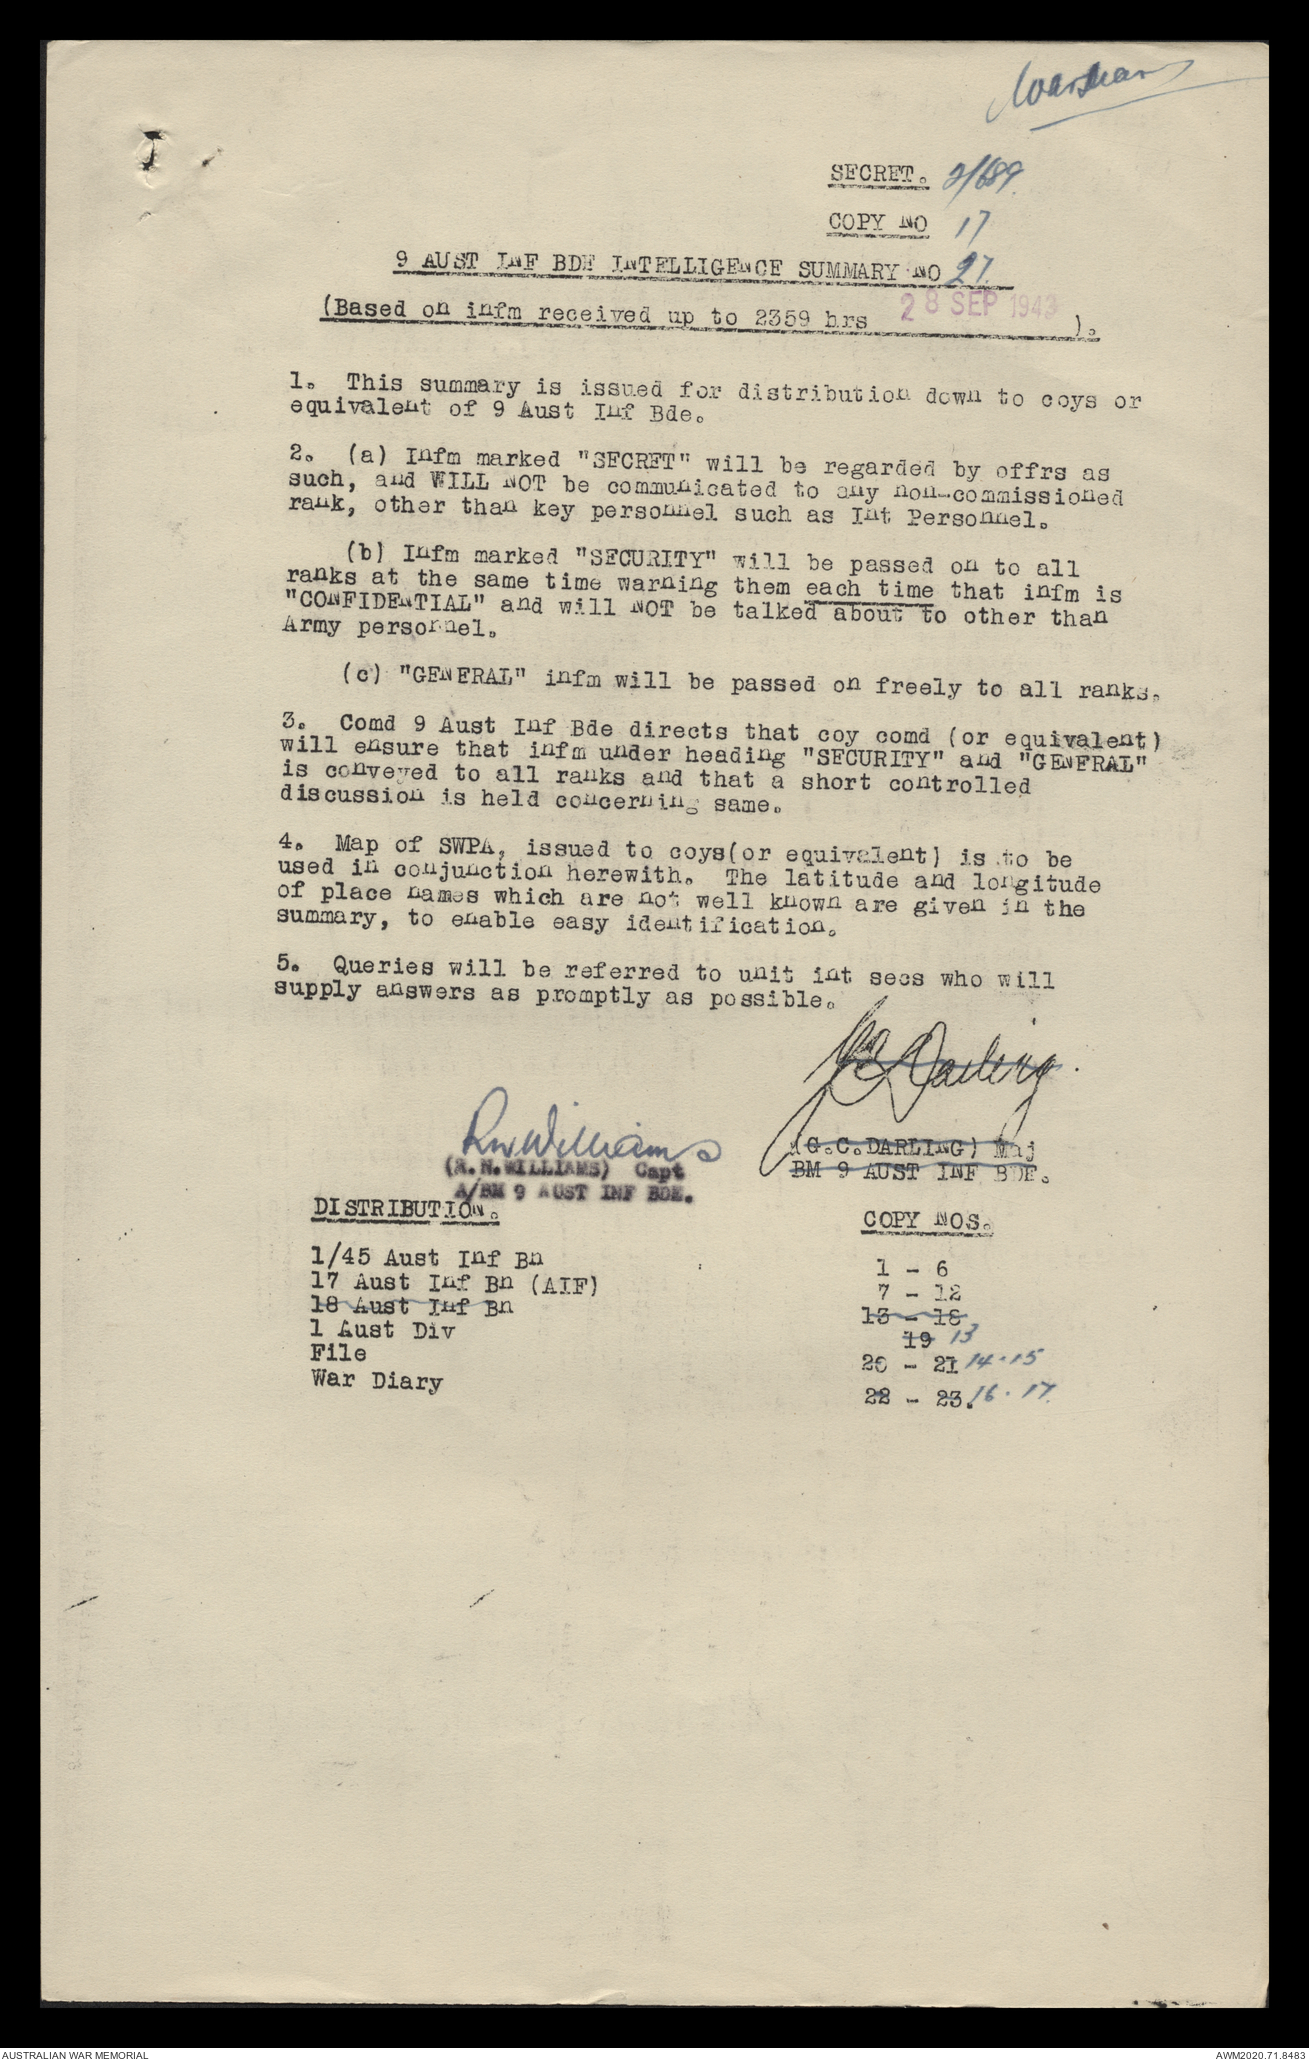 War Diary
SECRET. 2/689.
COPY NO 17
9 AUST INF BDE INTELLIGENCE SUMMARY NO 27.
(Based on infm received up to 2359 hrs 28 SEP 1943 ).
1. This summary is issued for distribution down to coys or
equivalent of 9 Aust Inf Bde.
2. (a) Infm marked "SECRET" will be regarded by offrs as
such, and WILL NOT be communicated to any non-commissioned
rank, other than key personnel such as Int Personnel.
(b) Infm marked "SECURITY" will be passed on to all
ranks at the same time warning them each time that infm is
"CONFIDENTIAL" and will NOT be talked about to other than
Army personnel.
(c) "GENERAL" infm will be passed on freely to all ranks.
3. Comd 9 Aust Inf Bde directs that coy comd (or equivalent)
will ensure that infm under heading "SECURITY" and "GENERAL"
is conveyed to all ranks and that a short controlled
discussion is held concerning same.
4. Map of SWPA, issued to coys(or equivalent) is to be
used in conjunction herewith. The latitude and longitude
of place names which are not well known are given in the
summary, to enable easy identification.
5. Queries will be referred to unit int secs who will
supply answers as promptly as possible.
GC Darling.
(G.C.DARLING) Maj
BM 9 AUST INF BDE.
RNWilliams
(R.N.WILLIAMS) Capt
A/BM 9 AUST INF BDE.
DISTRIBUTION. COPY NOS.
1/45 Aust Inf Bn 1 - 6
17 Aust Inf Bn (AIF) 7 - 12
18 Aust Inf Bn 13 - 18
1 Aust Div 19 13
File 20 - 21 14-15
War Diary 22 - 23. 16-17.
AUSTRALIAN WAR MEMORIAL AWM2020.71.8483